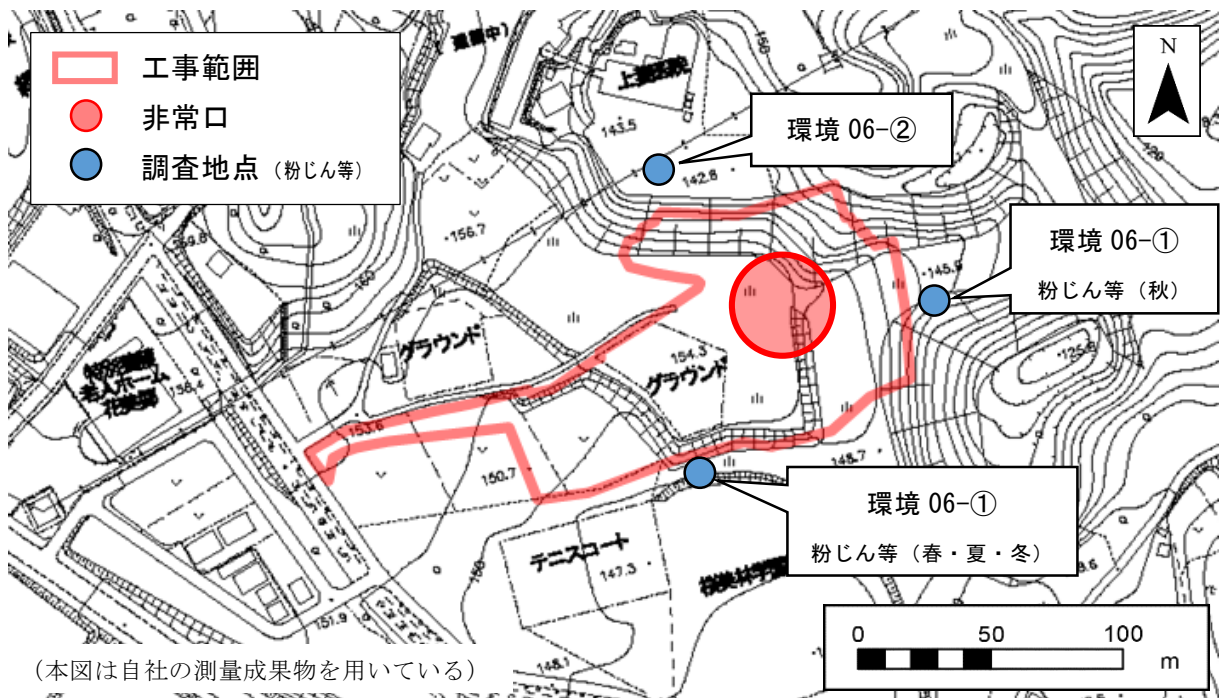 工事範囲
非常口
調査地点（粉じん等）
N
環境 06-②
環境 06-①
粉じん等（秋）
環境 06-①
粉じん等（春・夏・冬）
143.5
142.8
156.7
145.9
154.3
グラウンド
グラウンド
老人ホーム
153.6
150.7
148.7
テニスコート
147.3
151.9
148.1
150
0 50 100
m
（本図は自社の測量成果物を用いている）